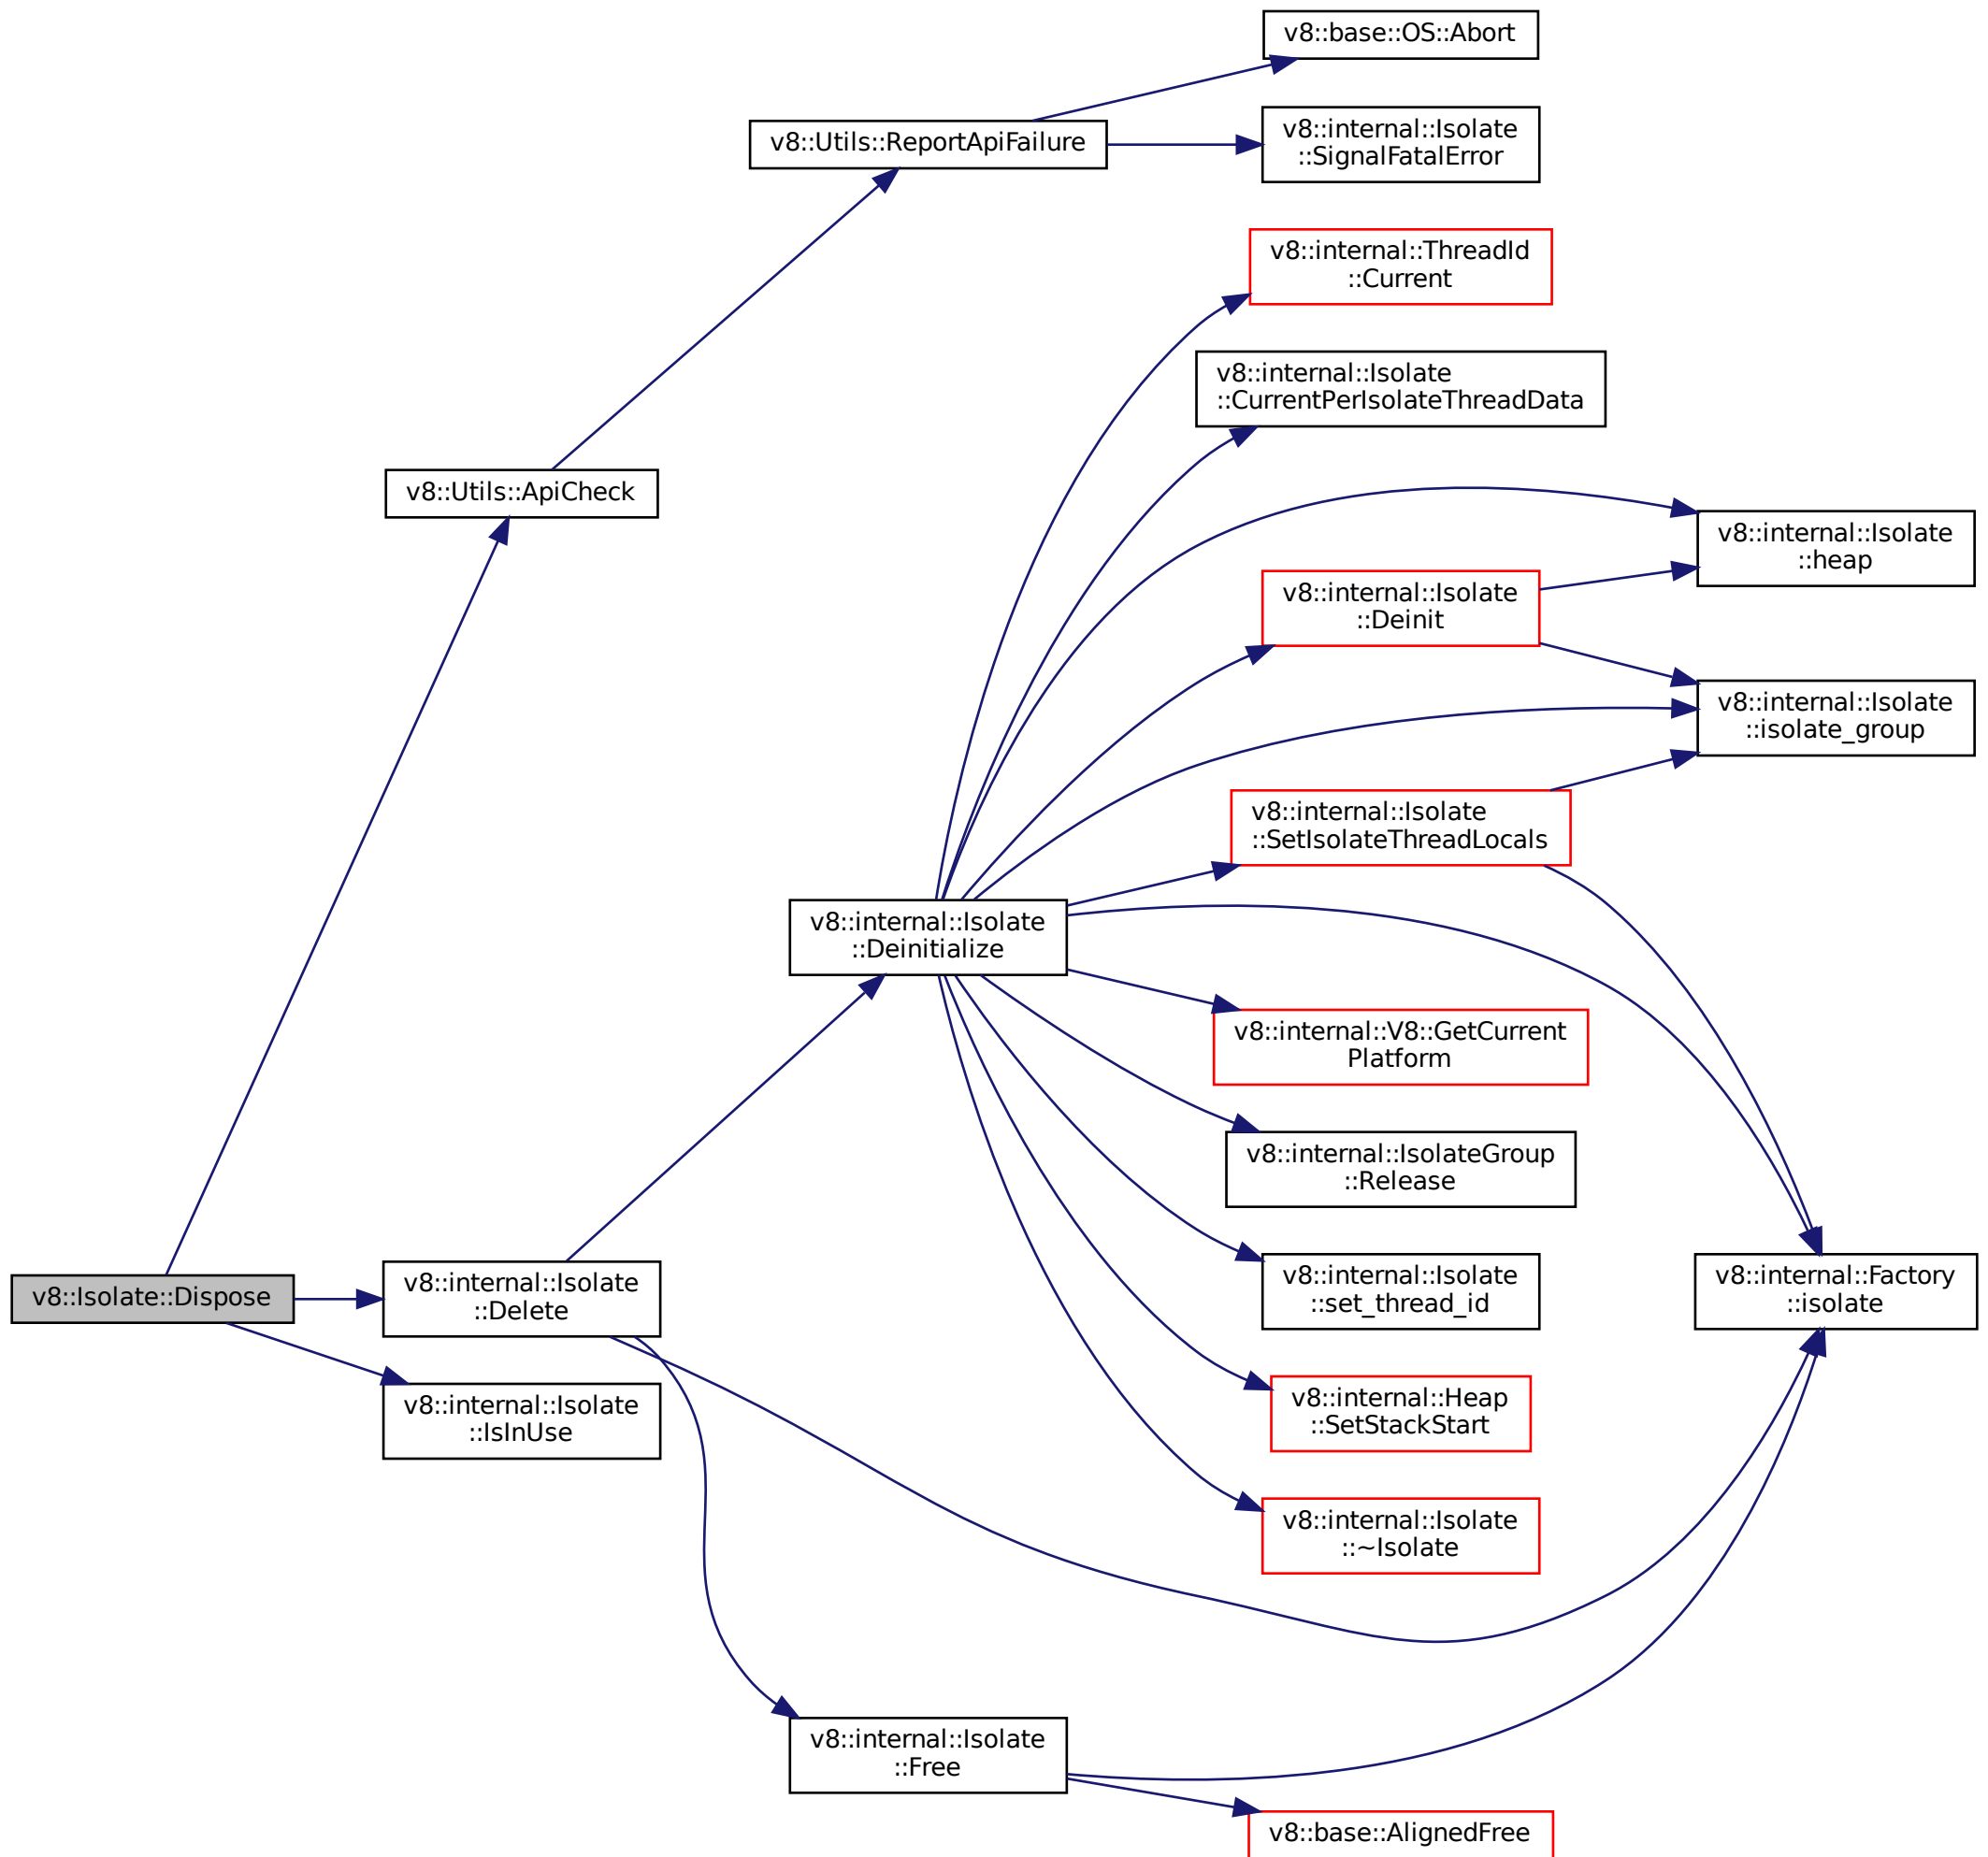 v8::base::OS::Abort
v8::Utils::ReportApiFailure
v8::internal::Isolate
::SignalFatalError
v8::internal::ThreadId
::Current
v8::internal::Isolate
::CurrentPerIsolateThreadData
v8::Utils::ApiCheck
v8::internal::Isolate
::heap
v8::internal::Isolate
::Deinit
v8::internal::Isolate
::isolate_group
v8::internal::Isolate
::SetIsolateThreadLocals
v8::internal::Isolate
::Deinitialize
v8::internal::V8::GetCurrent
Platform
v8::internal::IsolateGroup
::Release
v8::Isolate::Dispose
v8::internal::Isolate
::Delete
v8::internal::Isolate
::set_thread_id
v8::internal::Factory
::isolate
v8::internal::Isolate
::IsInUse
v8::internal::Heap
::SetStackStart
v8::internal::Isolate
::~Isolate
v8::internal::Isolate
::Free
v8::base::AlignedFree